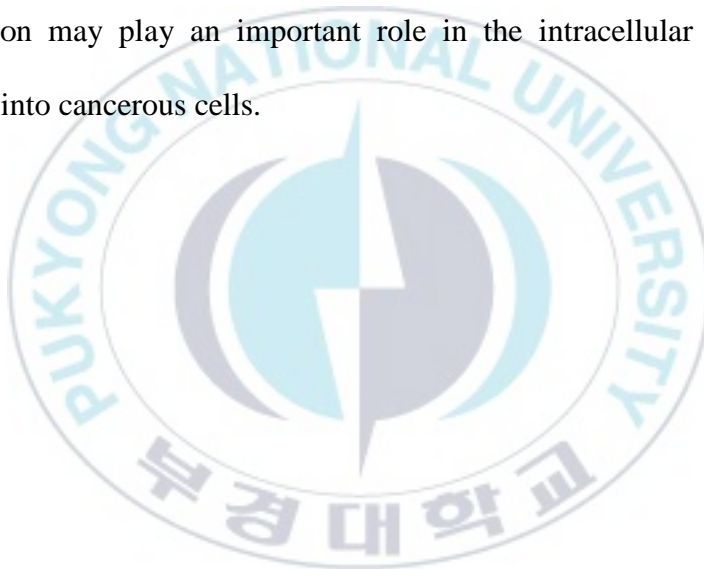 on may play an important role in the intracellular
into cancerous cells.
PUKYONG NATIONAL UNIVERSITY
부경대학교